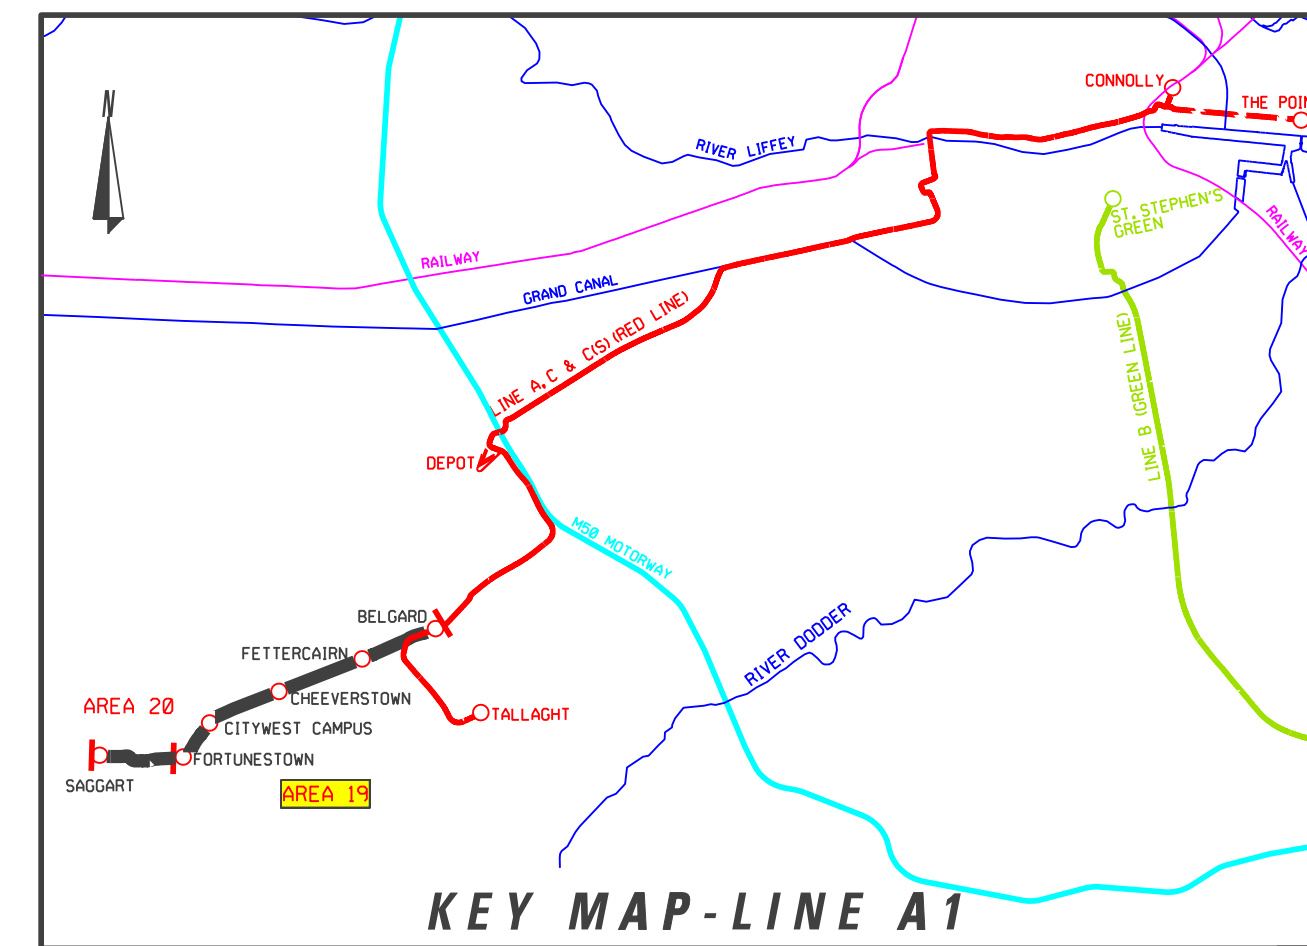 N
CONNOLLY
THE POIN
RIVER LIFFEY
ST. STEPHEN'S
GREEN
RAILWAY
RAILWAY
GRAND CANAL
LINE A,C & C(S) (RED LINE)
LINE B (GREEN LINE)
DEPOT
M50 MOTORWAY
BELGARD
RIVER DODDER
FETTERCAIRN
CHEEVERSTOWN
AREA 20
TALLAGHT
CITYWEST CAMPUS
FORTUNESTOWN
SAGGART
AREA 19
KEY MAP-LINE A1